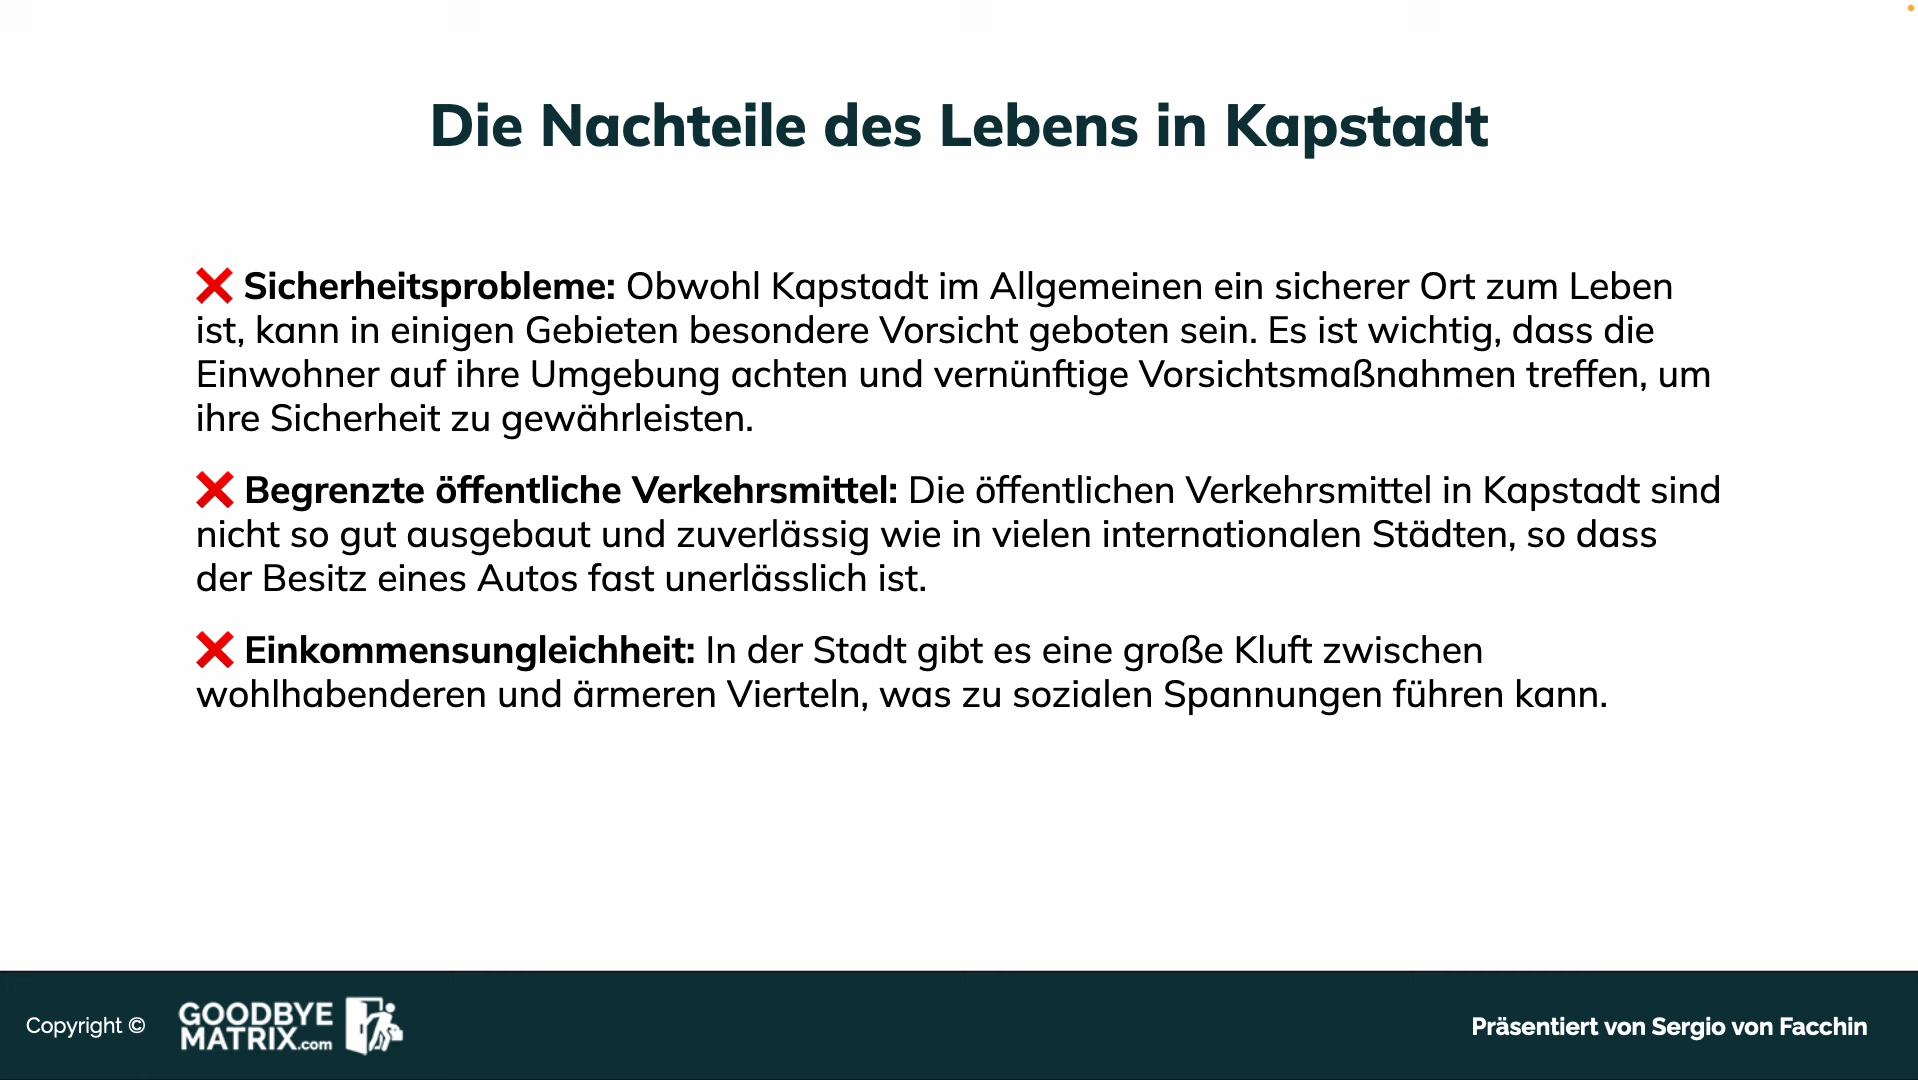 Die Nachteile des Lebens in Kapstadt
❌ Sicherheitsprobleme: Obwohl Kapstadt im Allgemeinen ein sicherer Ort zum Leben
ist, kann in einigen Gebieten besondere Vorsicht geboten sein. Es ist wichtig, dass die
Einwohner auf ihre Umgebung achten und vernünftige Vorsichtsmaßnahmen treffen, um
ihre Sicherheit zu gewährleisten.
❌ Begrenzte öffentliche Verkehrsmittel: Die öffentlichen Verkehrsmittel in Kapstadt sind
nicht so gut ausgebaut und zuverlässig wie in vielen internationalen Städten, so dass
der Besitz eines Autos fast unerlässlich ist.
❌ Einkommensungleichheit: In der Stadt gibt es eine große Kluft zwischen
wohlhabenderen und ärmeren Vierteln, was zu sozialen Spannungen führen kann.
Copyright ©
GOODBYE
MATRIX.com
Präsentiert von Sergio von Facchin